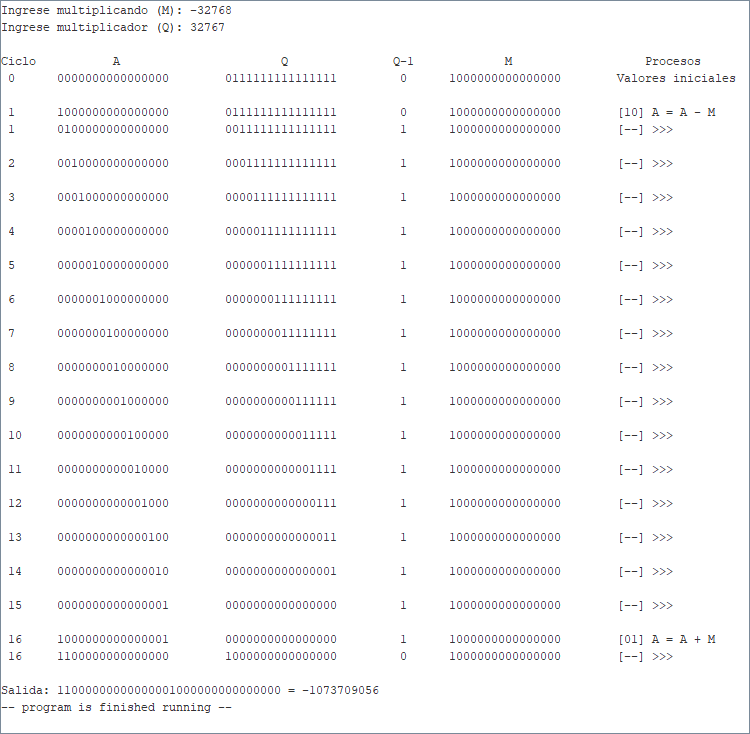 Ingrese multiplicando (M): -32768
Ingrese multiplicador (Q): 32767
Ciclo A Q Q-1 M Procesos
0 0000000000000000 0111111111111111 0 1000000000000000 Valores iniciales
1 1000000000000000 0111111111111111 0 1000000000000000 [10] A = A - M
1 0100000000000000 0011111111111111 1 1000000000000000 [--] >>>
2 0010000000000000 0001111111111111 1 1000000000000000 [--] >>>
3 0001000000000000 0000111111111111 1 1000000000000000 [--] >>>
4 0000100000000000 0000011111111111 1 1000000000000000 [--] >>>
5 0000010000000000 0000001111111111 1 1000000000000000 [--] >>>
6 0000001000000000 0000000111111111 1 1000000000000000 [--] >>>
7 0000000100000000 0000000011111111 1 1000000000000000 [--] >>>
8 0000000010000000 0000000001111111 1 1000000000000000 [--] >>>
9 0000000001000000 0000000000111111 1 1000000000000000 [--] >>>
10 0000000000100000 0000000000011111 1 1000000000000000 [--] >>>
11 0000000000010000 0000000000001111 1 1000000000000000 [--] >>>
12 0000000000001000 0000000000000111 1 1000000000000000 [--] >>>
13 0000000000000100 0000000000000011 1 1000000000000000 [--] >>>
14 0000000000000010 0000000000000001 1 1000000000000000 [--] >>>
15 0000000000000001 0000000000000000 1 1000000000000000 [--] >>>
16 1000000000000001 0000000000000000 1 1000000000000000 [01] A = A + M
16 1100000000000000 1000000000000000 0 1000000000000000 [--] >>>
Salida: 11000000000000001000000000000000 = -1073709056
-- program is finished running --